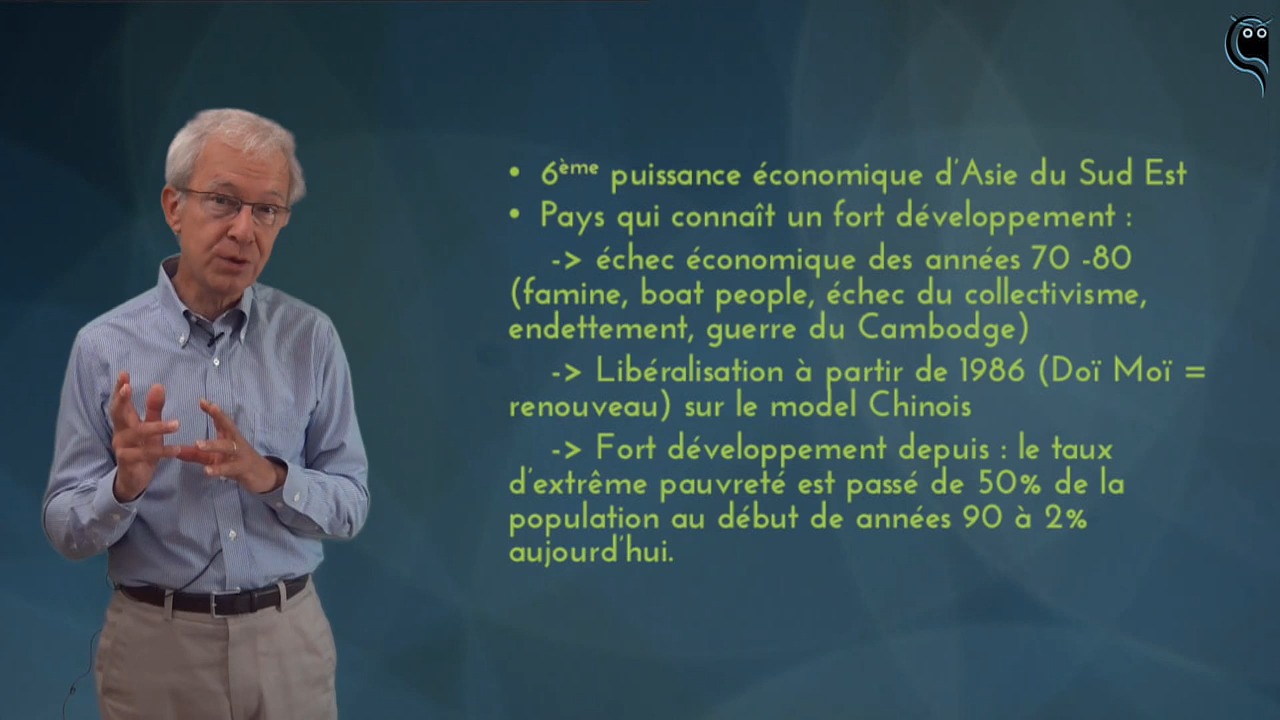 • 6ème puissance économique d'Asie du Sud Est
• Pays qui connaît un fort développement :
-> échec économique des années 70 -80
(famine, boat people, échec du collectivisme,
endettement, guerre du Cambodge)
-> Libéralisation à partir de 1986 (Doï Moï =
renouveau) sur le model Chinois
-> Fort développement depuis : le taux
d'extrême pauvreté est passé de 50% de la
population au début de années 90 à 2%
aujourd'hui.